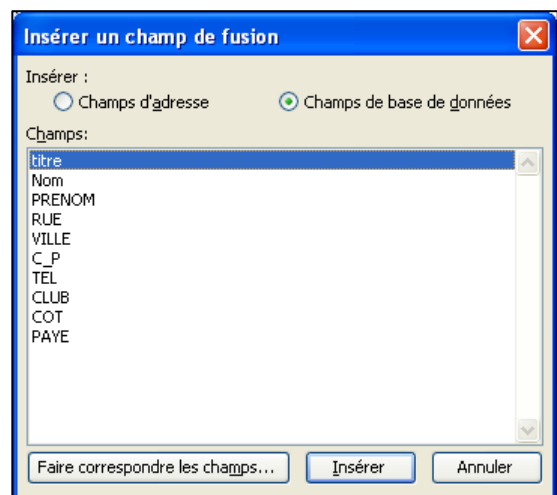 Insérer un champ de fusion
Insérer :
Champs d'adresse Champs de base de données
Champs:
titre
Nom
PRENOM
RUE
VILLE
C_P
TEL
CLUB
COT
PAYE
Faire correspondre les champs... Insérer Annuler